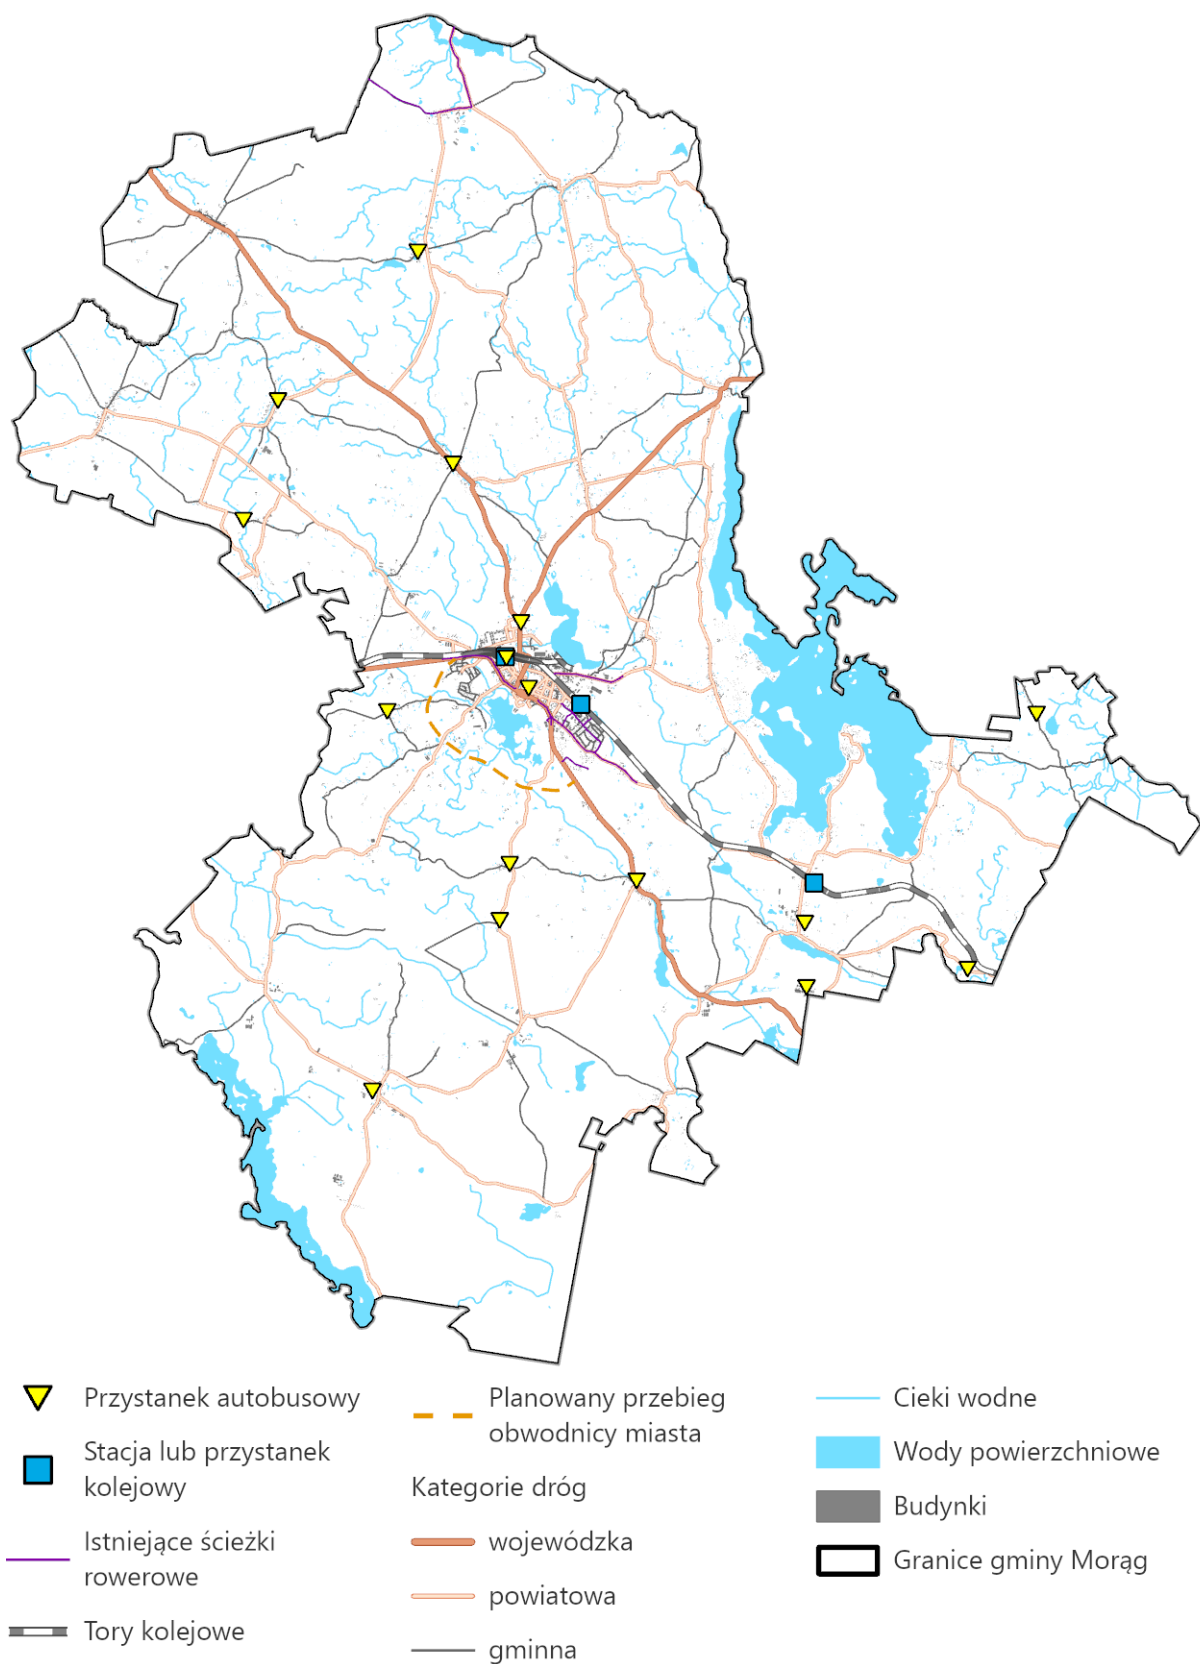 Przystanek autobusowy
Stacja lub przystanek
kolejowy
Istniejące ścieżki
rowerowe
Tory kolejowe
Planowany przebieg
obwodnicy miasta
Kategorie dróg
wojewódzka
powiatowa
gminna
Cieki wodne
Wody powierzchniowe
Budynki
Granice gminy Morąg